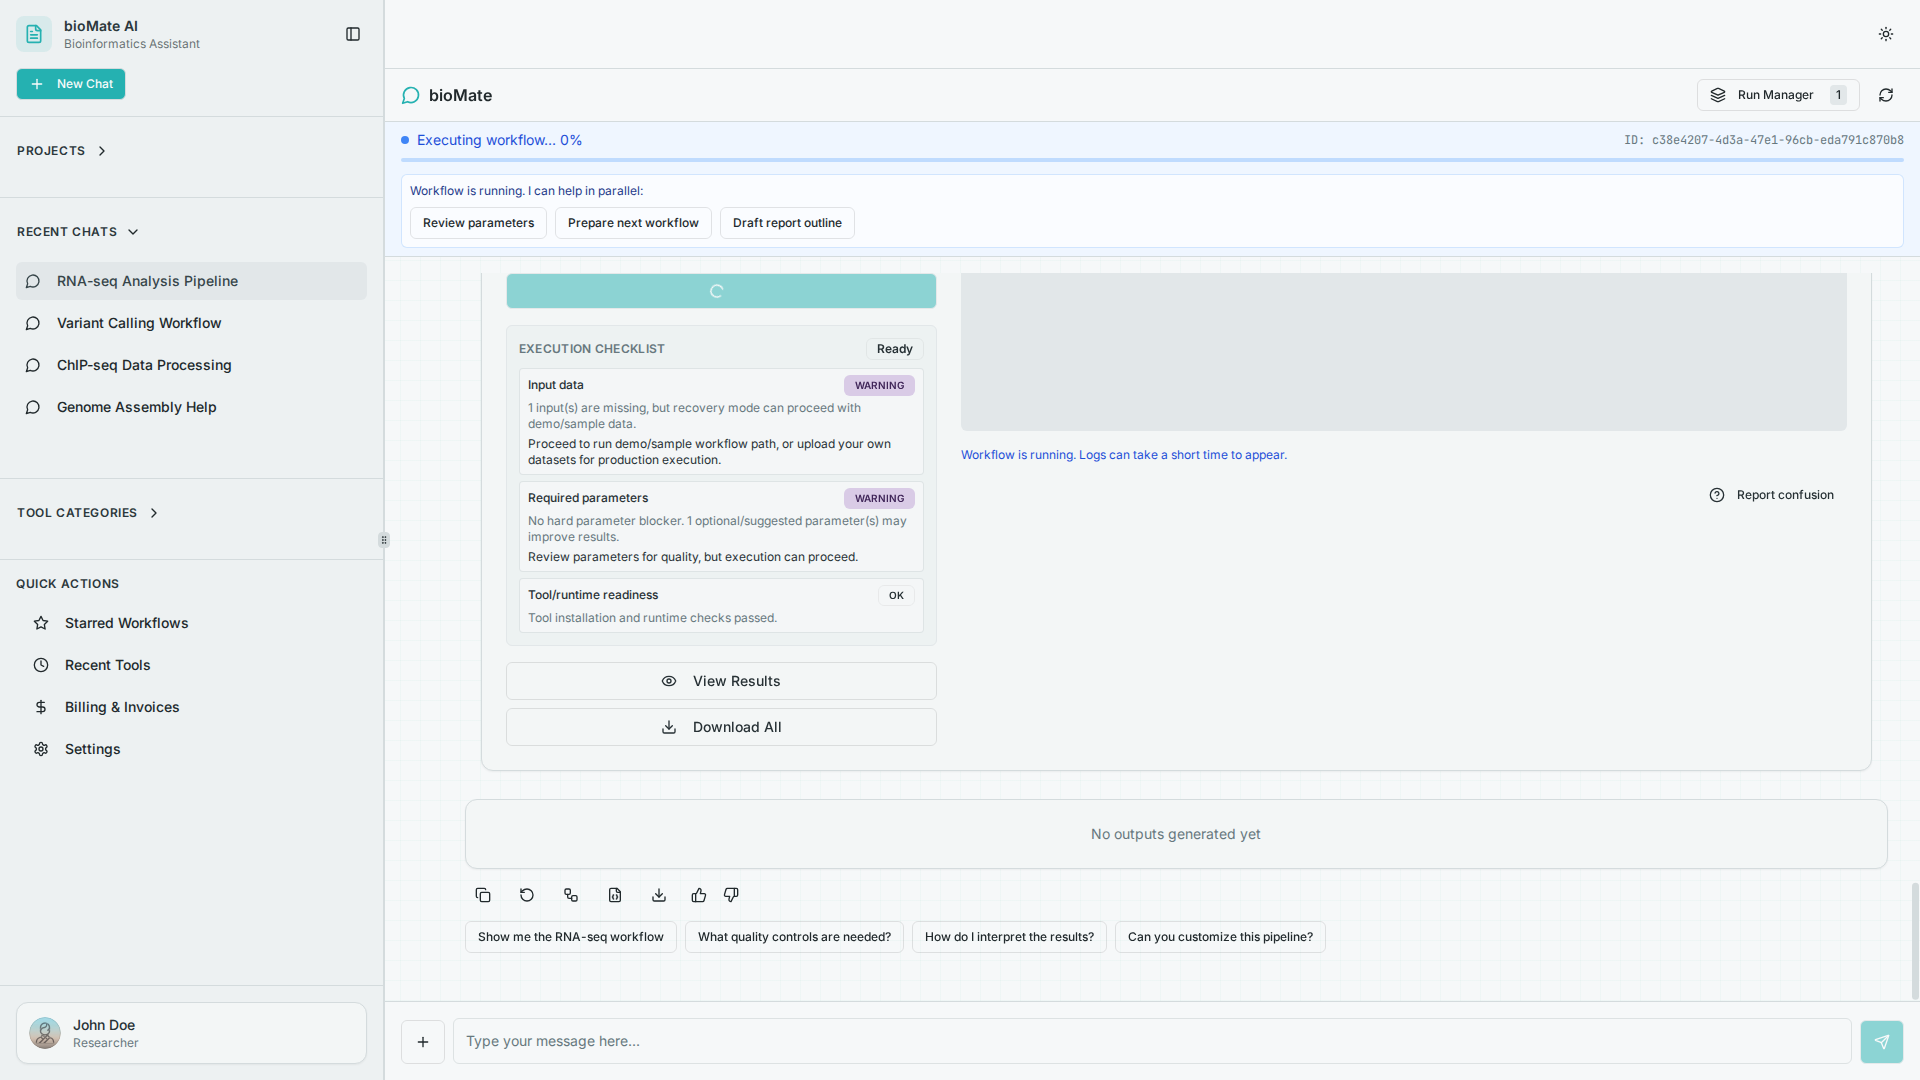 bioMate AI
Bioinformatics Assistant
New Chat
PROJECTS
RECENT CHATS
RNA-seq Analysis Pipeline
Variant Calling Workflow
ChIP-seq Data Processing
Genome Assembly Help
TOOL CATEGORIES
QUICK ACTIONS
Starred Workflows
Recent Tools
Billing & Invoices
Settings
John Doe
Researcher
bioMate
Run Manager 1
Executing workflow... 0%
ID: c38e4207-4d3a-47e1-96cb-eda791c870b8
Workflow is running. I can help in parallel:
Review parameters
Prepare next workflow
Draft report outline
EXECUTION CHECKLIST
Ready
Input data
WARNING
1 input(s) are missing, but recovery mode can proceed with
demo/sample data.
Proceed to run demo/sample workflow path, or upload your own
datasets for production execution.
Required parameters
WARNING
No hard parameter blocker. 1 optional/suggested parameter(s) may
improve results.
Review parameters for quality, but execution can proceed.
Tool/runtime readiness
OK
Tool installation and runtime checks passed.
View Results
Download All
Workflow is running. Logs can take a short time to appear.
Report confusion
No outputs generated yet
Show me the RNA-seq workflow
What quality controls are needed?
How do I interpret the results?
Can you customize this pipeline?
Type your message here...